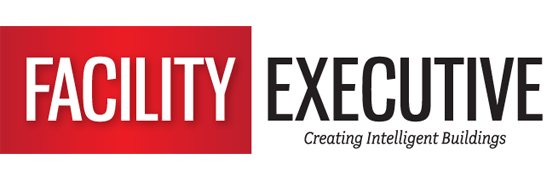 FACILITY EXECUTIVE
Creating Intelligent Buildings